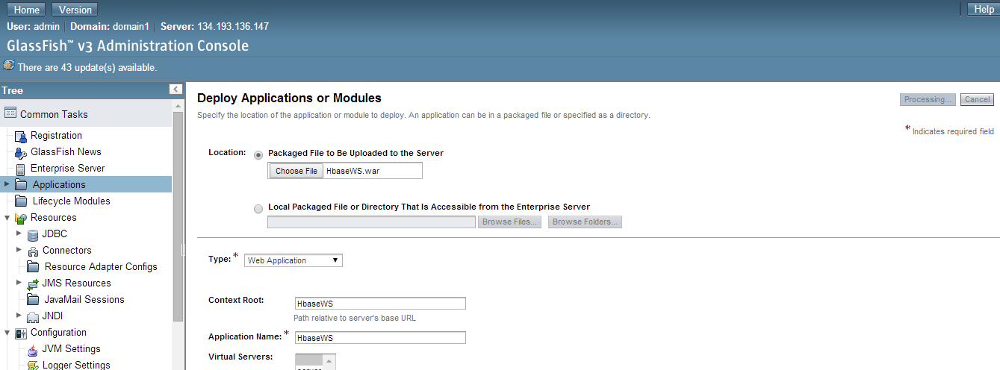 Home Version Help
User: admin Domain: domain1 Server: 134.193.136.147
GlassFish™ v3 Administration Console
There are 43 update(s) available.
Tree
Common Tasks
Registration
GlassFish News
Enterprise Server
Applications
Lifecycle Modules
Resources
JDBC
Connectors
Resource Adapter Configs
JMS Resources
JavaMail Sessions
JNDI
Configuration
JVM Settings
Logger Settings
Deploy Applications or Modules
Processing... Cancel
Specify the location of the application or module to deploy. An application can be in a packaged file or specified as a directory.
* Indicates required field
Location: Packaged File to Be Uploaded to the Server
Choose File HbaseWS.war
Local Packaged File or Directory That Is Accessible from the Enterprise Server
Browse Files... Browse Folders...
Type: * Web Application
Context Root: HbaseWS
Path relative to server's base URL
Application Name: * HbaseWS
Virtual Servers:
server